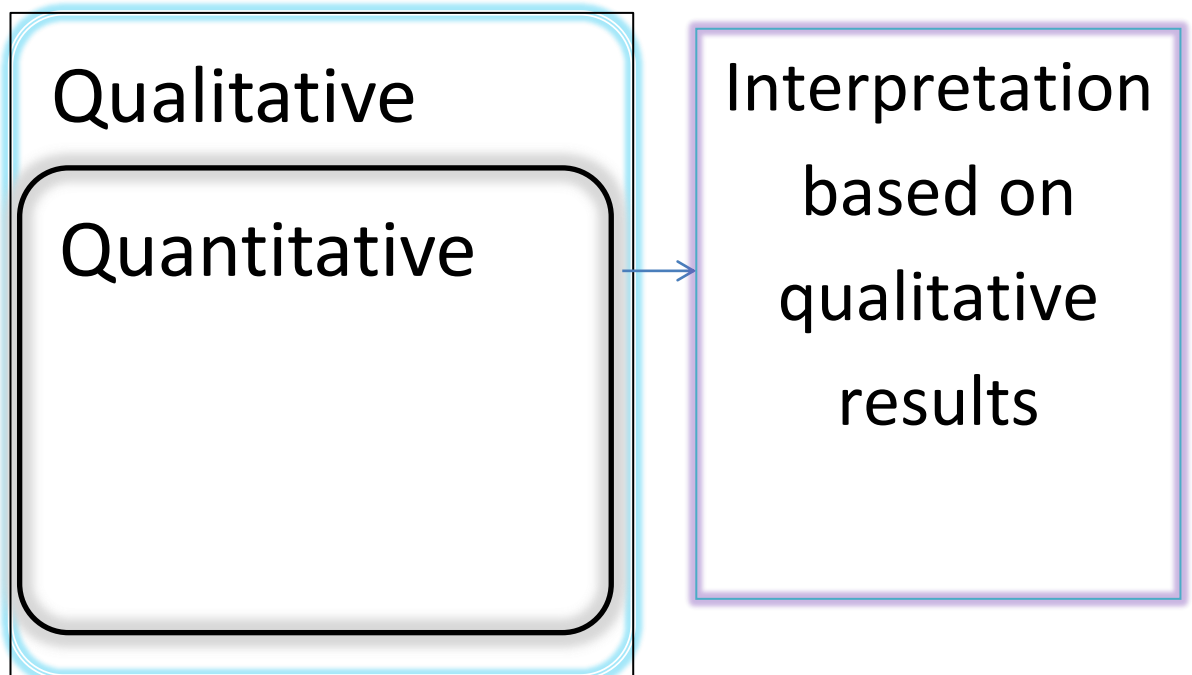 Qualitative
Quantitative
Interpretation
based on
qualitative
results